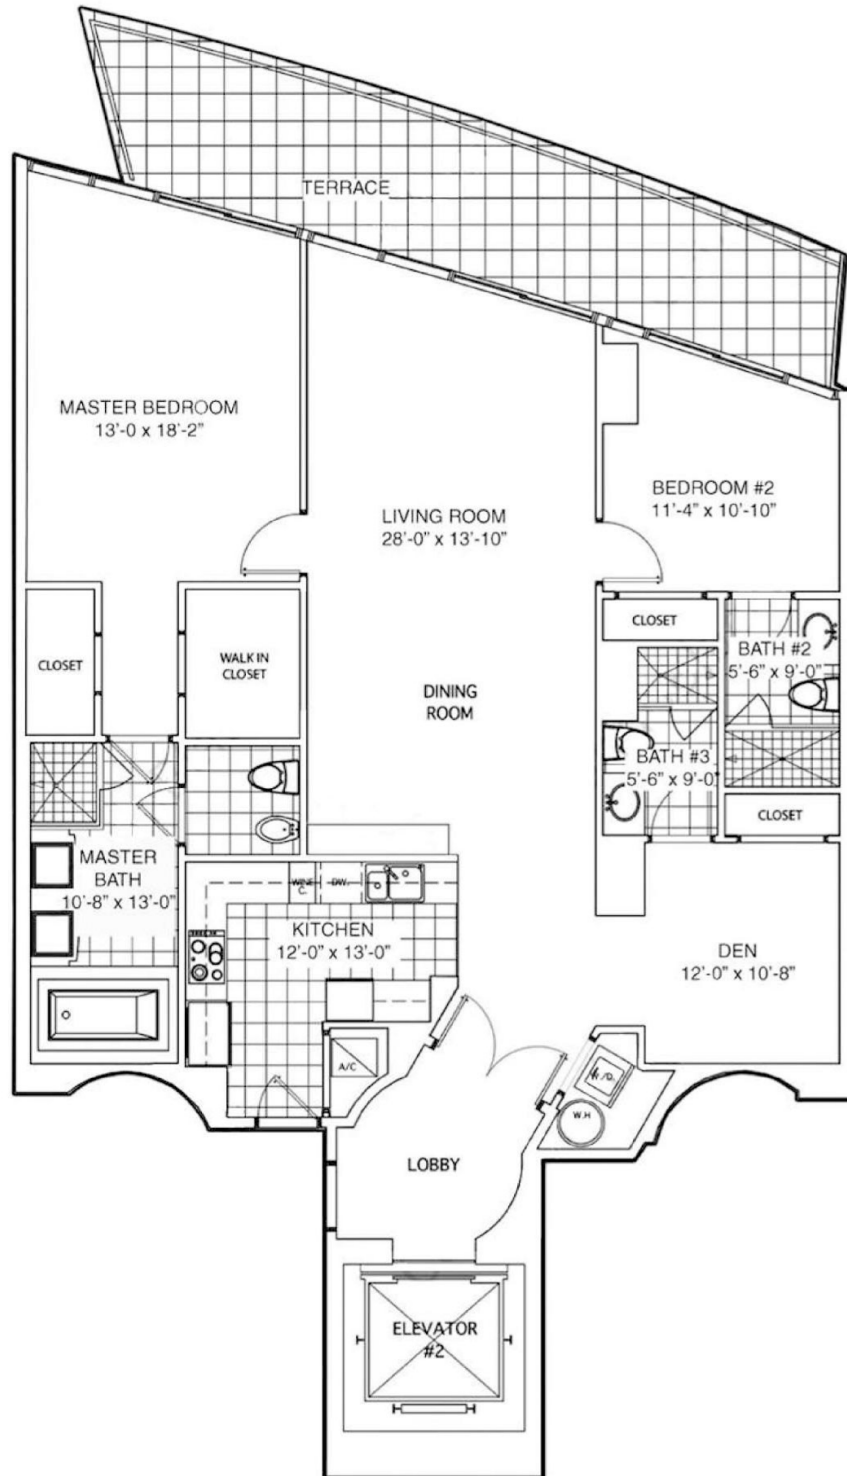 TERRACE
MASTER BEDROOM
13'-0 x 18'-2"
LIVING ROOM
28'-0" x 13'-10"
BEDROOM #2
11'-4" x 10'-10"
CLOSET
WALK IN
CLOSET
DINING
ROOM
CLOSET
BATH #2
5'-6" x 9'-0"
BATH #3
5'-6" x 9'-0"
CLOSET
MASTER
BATH
10'-8" x 13'-0"
WINE
C.
DW.
KITCHEN
12'-0" x 13'-0"
DEN
12'-0" x 10'-8"
A/C
W./D.
W.H
LOBBY
ELEVATOR
#2